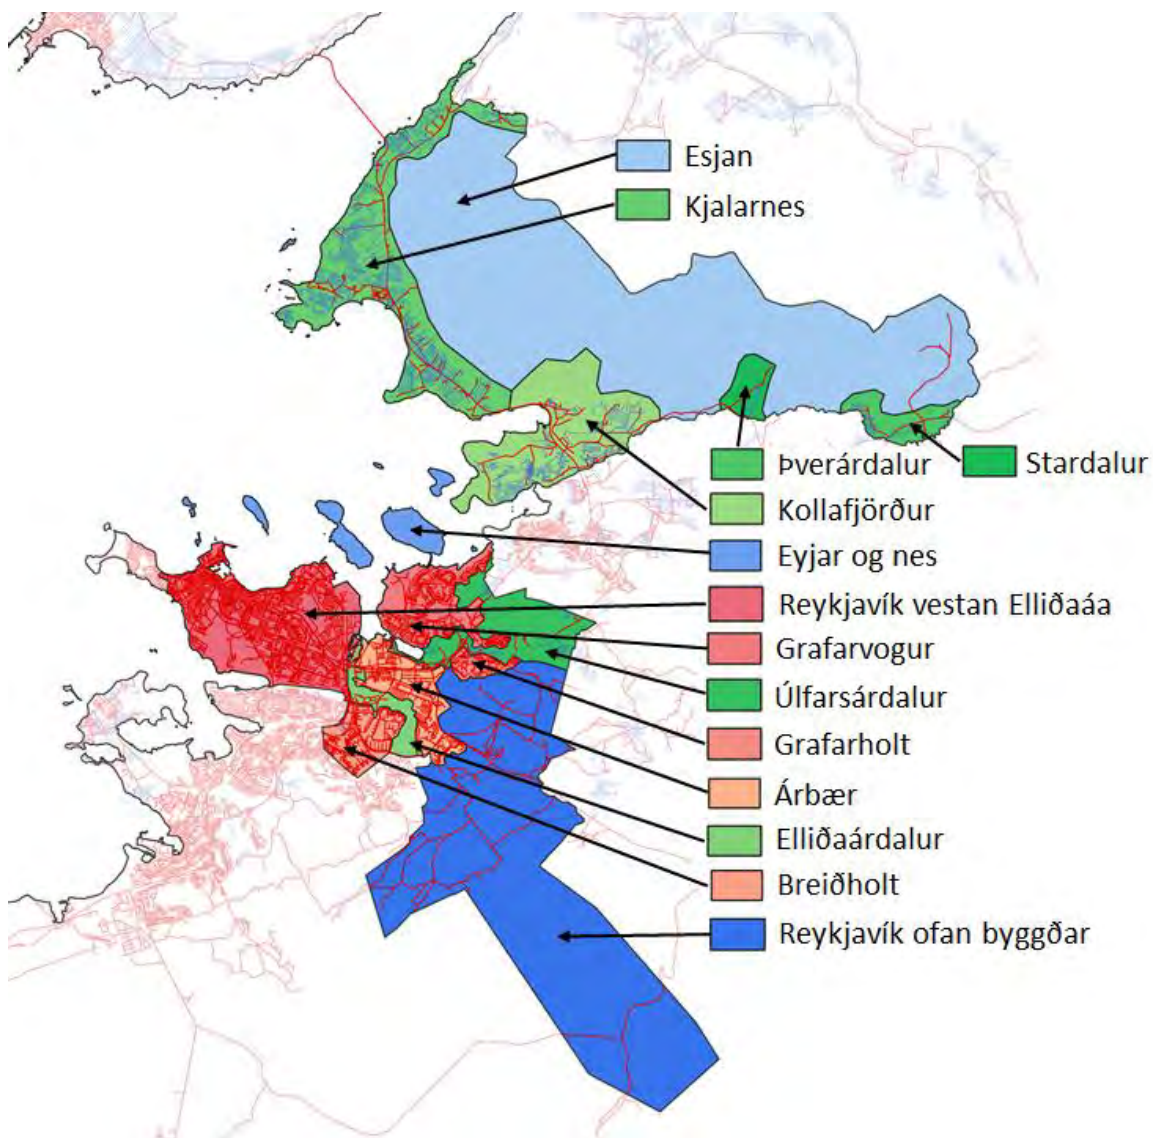 Esjan
Kjalarnes
Þverárdalur
Stardalur
Kollafjörður
Eyjar og nes
Reykjavík vestan Elliðaáa
Grafarvogur
Úlfarsárdalur
Grafarholt
Árbær
Elliðaárdalur
Breiðholt
Reykjavík ofan byggðar